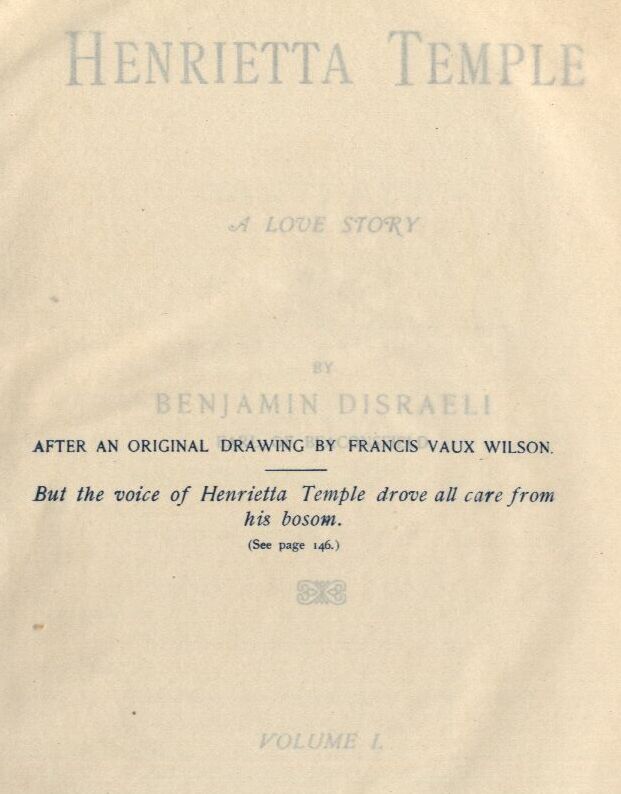 HENRIETTA TEMPLE
A LOVE STORY
BY
BENJAMIN DISRAELI
AFTER AN ORIGINAL DRAWING BY FRANCIS VAUX WILSON.
But the voice of Henrietta Temple drove all care from
his bosom.
(See page 146.)
VOLUME I.